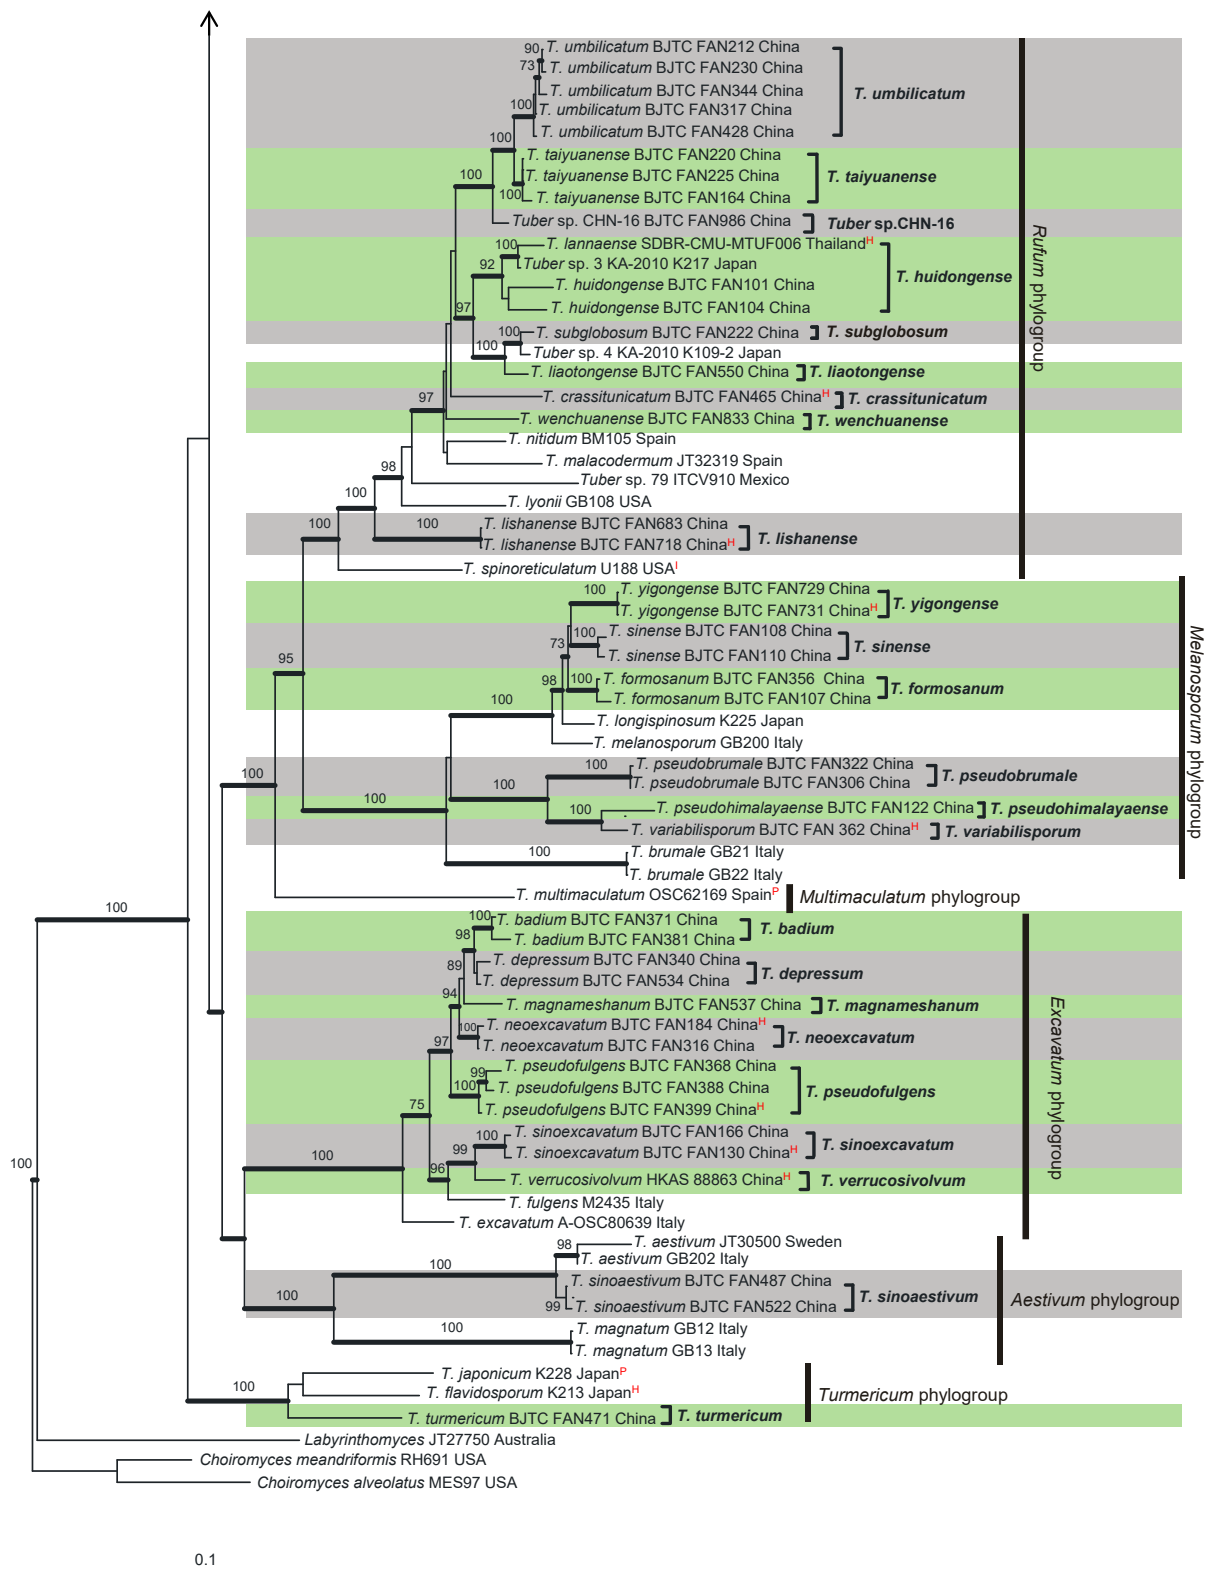 90 T. umbilicatum BJTC FAN212 China
73 T. umbilicatum BJTC FAN230 China
T. umbilicatum BJTC FAN344 China
T. umbilicatum
100 T. umbilicatum BJTC FAN317 China
T. umbilicatum BJTC FAN428 China
100
T. taiyuanense BJTC FAN220 China
T. taiyuanense BJTC FAN225 China
T. taiyuanense
100
100 T. taiyuanense BJTC FAN164 China
Tuber sp. CHN-16 BJTC FAN986 China
Tuber sp.CHN-16
100 T. lannaense SDBR-CMU-MTUF006 ThailandH
92 Tuber sp. 3 KA-2010 K217 Japan
T. huidongense
T. huidongense BJTC FAN101 China
97 T. huidongense BJTC FAN104 China
100 T. subglobosum BJTC FAN222 China
T. subglobosum
100 Tuber sp. 4 KA-2010 K109-2 Japan
T. liaotongense BJTC FAN550 China
T. liaotongense
T. crassitunicatum BJTC FAN465 ChinaH
T. crassitunicatum
97
T. wenchuanense BJTC FAN833 China
T. wenchuanense
T. nitidum BM105 Spain
T. malacodermum JT32319 Spain
98
Tuber sp. 79 ITCV910 Mexico
100
T. lyonii GB108 USA
100 100 T. lishanense BJTC FAN683 China
T. lishanense BJTC FAN718 ChinaH
T. lishanense
T. spinoreticulatum U188 USAI
Rufum phylogroup
100 T. yigongense BJTC FAN729 China
T. yigongense BJTC FAN731 ChinaH
T. yigongense
100 T. sinense BJTC FAN108 China
73
T. sinense BJTC FAN110 China
T. sinense
95
98 100 T. formosanum BJTC FAN356 China
T. formosanum BJTC FAN107 China
T. formosanum
100
T. longispinosum K225 Japan
T. melanosporum GB200 Italy
100 100 T. pseudobrumale BJTC FAN322 China
T. pseudobrumale BJTC FAN306 China
T. pseudobrumale
100 100
100 T. pseudohimalayaense BJTC FAN122 China
T. pseudohimalayaense
T. variabilisporum BJTC FAN 362 ChinaH
T. variabilisporum
100 T. brumale GB21 Italy
T. brumale GB22 Italy
Melanosporum phylogroup
T. multimaculatum OSC62169 SpainP
Multimaculatum phylogroup
100
100 T. badium BJTC FAN371 China
98 T. badium BJTC FAN381 China
T. badium
89 T. depressum BJTC FAN340 China
T. depressum BJTC FAN534 China
T. depressum
94
T. magnameshanum BJTC FAN537 China
T. magnameshanum
100 T. neoexcavatum BJTC FAN184 ChinaH
97 T. neoexcavatum BJTC FAN316 China
T. neoexcavatum
99 T. pseudofulgens BJTC FAN368 China
100 T. pseudofulgens BJTC FAN388 China
T. pseudofulgens
75 T. pseudofulgens BJTC FAN399 ChinaH
100 T. sinoexcavatum BJTC FAN166 China
99 T. sinoexcavatum BJTC FAN130 ChinaH
T. sinoexcavatum
100 96
T. verrucosivolvum HKAS 88863 ChinaH
T. verrucosivolvum
T. fulgens M2435 Italy
T. excavatum A-OSC80639 Italy
Excavatum phylogroup
100
98 T. aestivum JT30500 Sweden
T. aestivum GB202 Italy
100
T. sinoaestivum BJTC FAN487 China
T. sinoaestivum
100 99 T. sinoaestivum BJTC FAN522 China
100 T. magnatum GB12 Italy
T. magnatum GB13 Italy
Aestivum phylogroup
T. japonicum K228 JapanP
100
T. flavidosporum K213 JapanH
Turmericum phylogroup
T. turmericum BJTC FAN471 China
T. turmericum
Labyrinthomyces JT27750 Australia
Choiromyces meandriformis RH691 USA
Choiromyces alveolatus MES97 USA
0.1